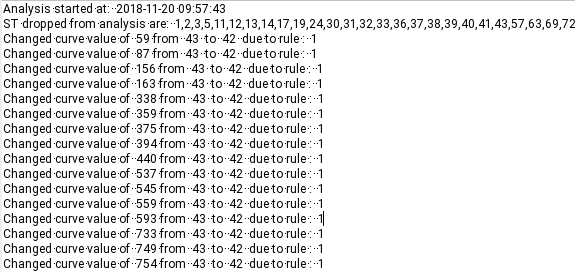 Analysis started at:  2018-11-20 09:57:43
ST dropped from analysis are:  1,2,3,5,11,12,13,14,17,19,24,30,31,32,33,36,37,38,39,40,41,43,57,63,69,72
Changed curve value of  59 from  43  to  42  due to rule:  1
Changed curve value of  87 from  43  to  42  due to rule:  1
Changed curve value of  156 from  43  to  42  due to rule:  1
Changed curve value of  163 from  43  to  42  due to rule:  1
Changed curve value of  338 from  43  to  42  due to rule:  1
Changed curve value of  359 from  43  to  42  due to rule:  1
Changed curve value of  375 from  43  to  42  due to rule:  1
Changed curve value of  394 from  43  to  42  due to rule:  1
Changed curve value of  440 from  43  to  42  due to rule:  1
Changed curve value of  537 from  43  to  42  due to rule:  1
Changed curve value of  545 from  43  to  42  due to rule:  1
Changed curve value of  559 from  43  to  42  due to rule:  1
Changed curve value of  593 from  43  to  42  due to rule:  1
Changed curve value of  733 from  43  to  42  due to rule:  1
Changed curve value of  749 from  43  to  42  due to rule:  1
Changed curve value of  754 from  43  to  42  due to rule:  1